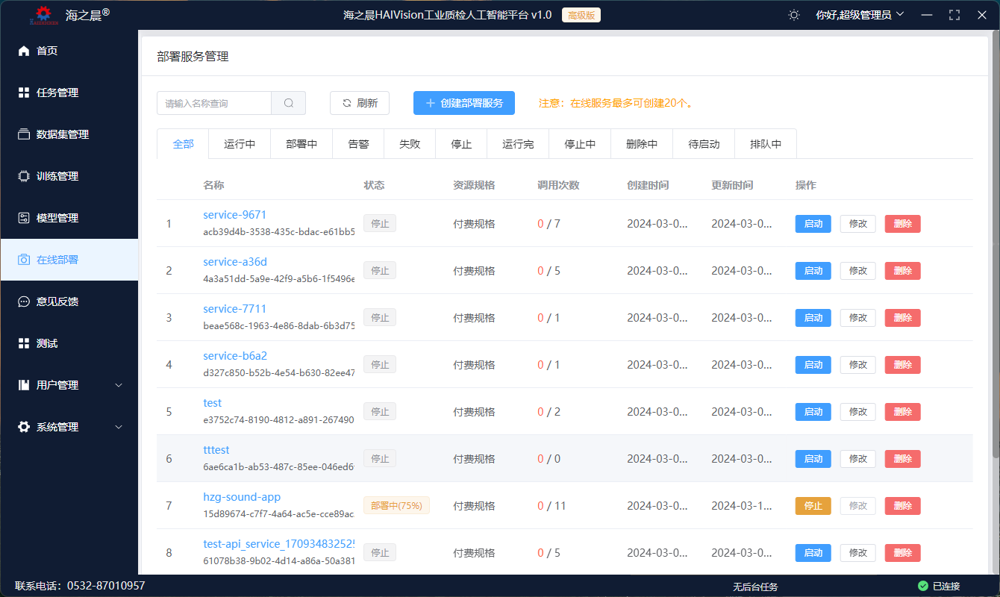 海之晨®
海之晨HAIVision工业质检人工智能平台 v1.0 高级版
你好,超级管理员
首页
任务管理
数据集管理
训练管理
模型管理
在线部署
意见反馈
测试
用户管理
系统管理
部署服务管理
请输入名称查询 刷新 创建部署服务 注意：在线服务最多可创建20个。
全部 运行中 部署中 告警 失败 停止 运行完 停止中 删除中 待启动 排队中
名称 状态 资源规格 调用次数 创建时间 更新时间 操作
1 service-9671 停止 付费规格 0 / 7 2024-03-0... 2024-03-0... 启动 修改 删除
acb39d4b-3538-435c-bdac-e61bb5
2 service-a36d 停止 付费规格 0 / 5 2024-03-0... 2024-03-0... 启动 修改 删除
4a3a51dd-5a9e-42f9-a5b6-1f5496e
3 service-7711 停止 付费规格 0 / 1 2024-03-0... 2024-03-0... 启动 修改 删除
beae568c-1963-4e86-8dab-6b3d75
4 service-b6a2 停止 付费规格 0 / 1 2024-03-0... 2024-03-0... 启动 修改 删除
d327c850-b52b-4e54-b630-82ee47
5 test 停止 付费规格 0 / 2 2024-03-0... 2024-03-0... 启动 修改 删除
e3752c74-8190-4812-a891-267490
6 tttest 停止 付费规格 0 / 0 2024-03-0... 2024-03-0... 启动 修改 删除
6ae6ca1b-ab53-487c-85ee-046ed6
7 hzg-sound-app 部署中(75%) 付费规格 0 / 11 2024-03-0... 2024-03-1... 停止 修改 删除
15d89674-c7f7-4a64-ac5e-cce89ac
8 test-api_service_170934832525 停止 付费规格 0 / 5 2024-03-0... 2024-03-0... 启动 修改 删除
61078b38-9b02-4d14-a86a-50a381
联系电话：0532-87010957 无后台任务 已连接